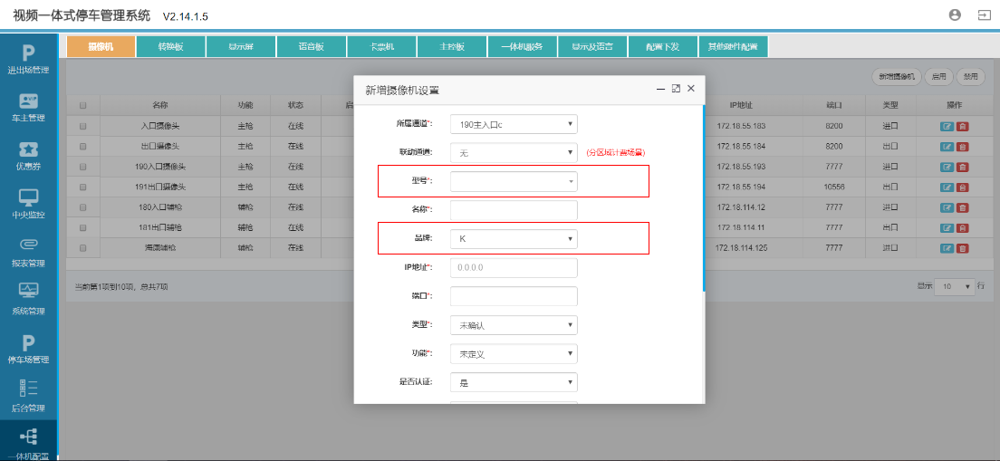 视频一体式停车管理系统 V2.14.1.5
摄像机 转换板 显示屏 语音板 卡票机 主控板 一体机服务 显示及语言 配置下发 其他硬件配置
进出场管理
车主管理
优惠券
中央监控
报表管理
系统管理
停车场管理
后台管理
一体机配置
新增摄像机 启用 禁用
名称 功能 状态 IP地址 端口 类型 操作
入口摄像头 主枪 在线 172.18.55.183 8200 进口
出口摄像头 主枪 在线 172.18.55.184 8200 出口
190入口摄像头 主枪 在线 172.18.55.193 7777 进口
191出口摄像头 主枪 在线 172.18.55.194 10556 出口
180入口辅枪 辅枪 在线 172.18.114.12 7777 进口
181出口辅枪 辅枪 在线 172.18.114.11 7777 出口
海康辅枪 辅枪 在线 172.18.114.125 7777 进口
当前第1项到10项，总共7项
显示 10 行
新增摄像机设置
所属通道*: 190主入口c
联动通道: 无 (分区域计费场景)
型号*:
名称*:
品牌: K
IP地址*: 0.0.0.0
端口*:
类型*: 未确认
功能*: 未定义
是否认证: 是